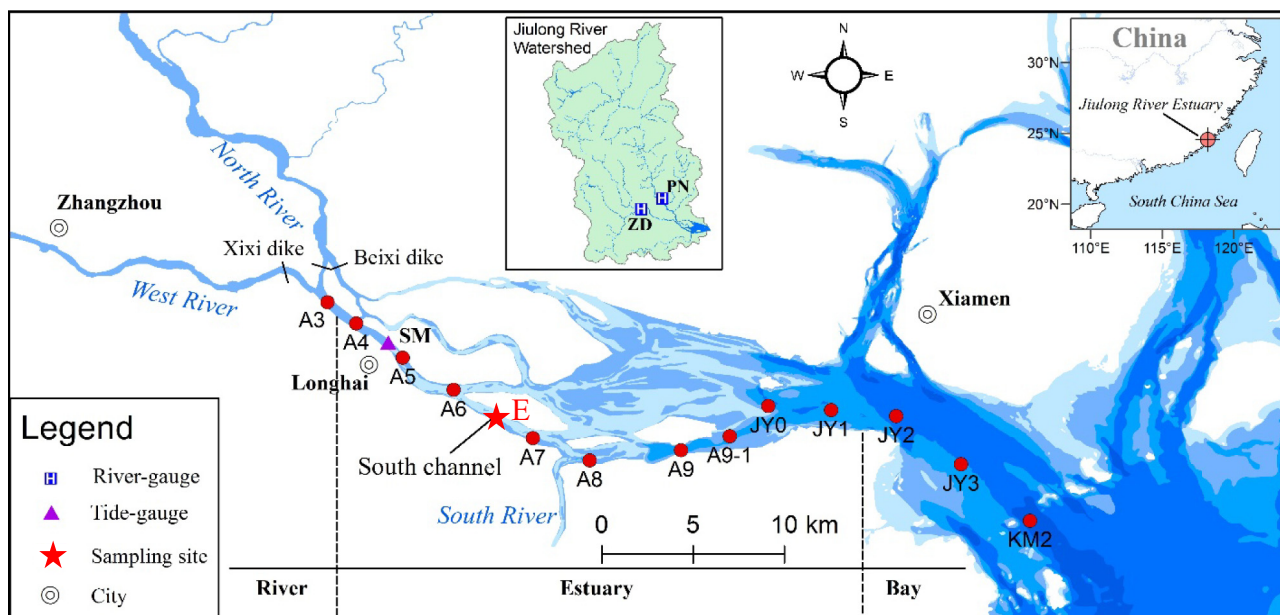 Jiulong River
Watershed
PN
ZD
H
H
N
W
E
S
China
30°N
Jiulong River Estuary
25°N
20°N
South China Sea
110°E
115°E
120°E
North River
Zhangzhou
Xixi dike
Beixi dike
West River
Xiamen
A3
A4
SM
Longhai
A5
A6
E
A7
South channel
A8
A9
A9-1
JY0
JY1
JY2
JY3
KM2
South River
0 5 10 km
Legend
H River-gauge
Tide-gauge
Sampling site
City
River
Estuary
Bay